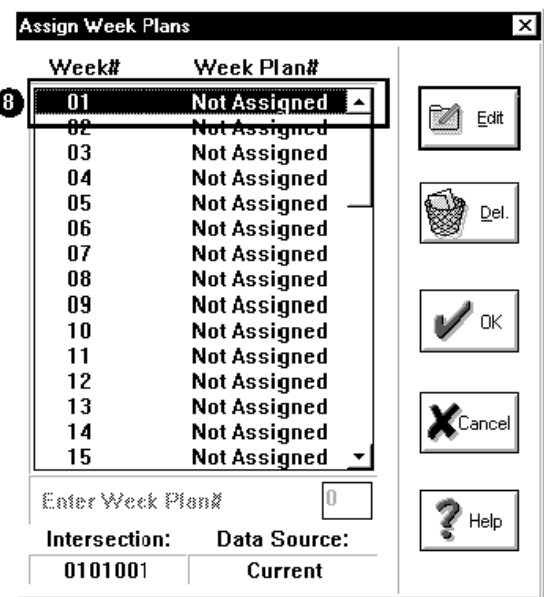 Assign Week Plans
Week# Week Plan#
8 01 Not Assigned
02 Not Assigned
03 Not Assigned
04 Not Assigned
05 Not Assigned
06 Not Assigned
07 Not Assigned
08 Not Assigned
09 Not Assigned
10 Not Assigned
11 Not Assigned
12 Not Assigned
13 Not Assigned
14 Not Assigned
15 Not Assigned
Enter Week Plan# 0
Intersection: Data Source:
0101001 Current
Edit
Del.
OK
Cancel
Help